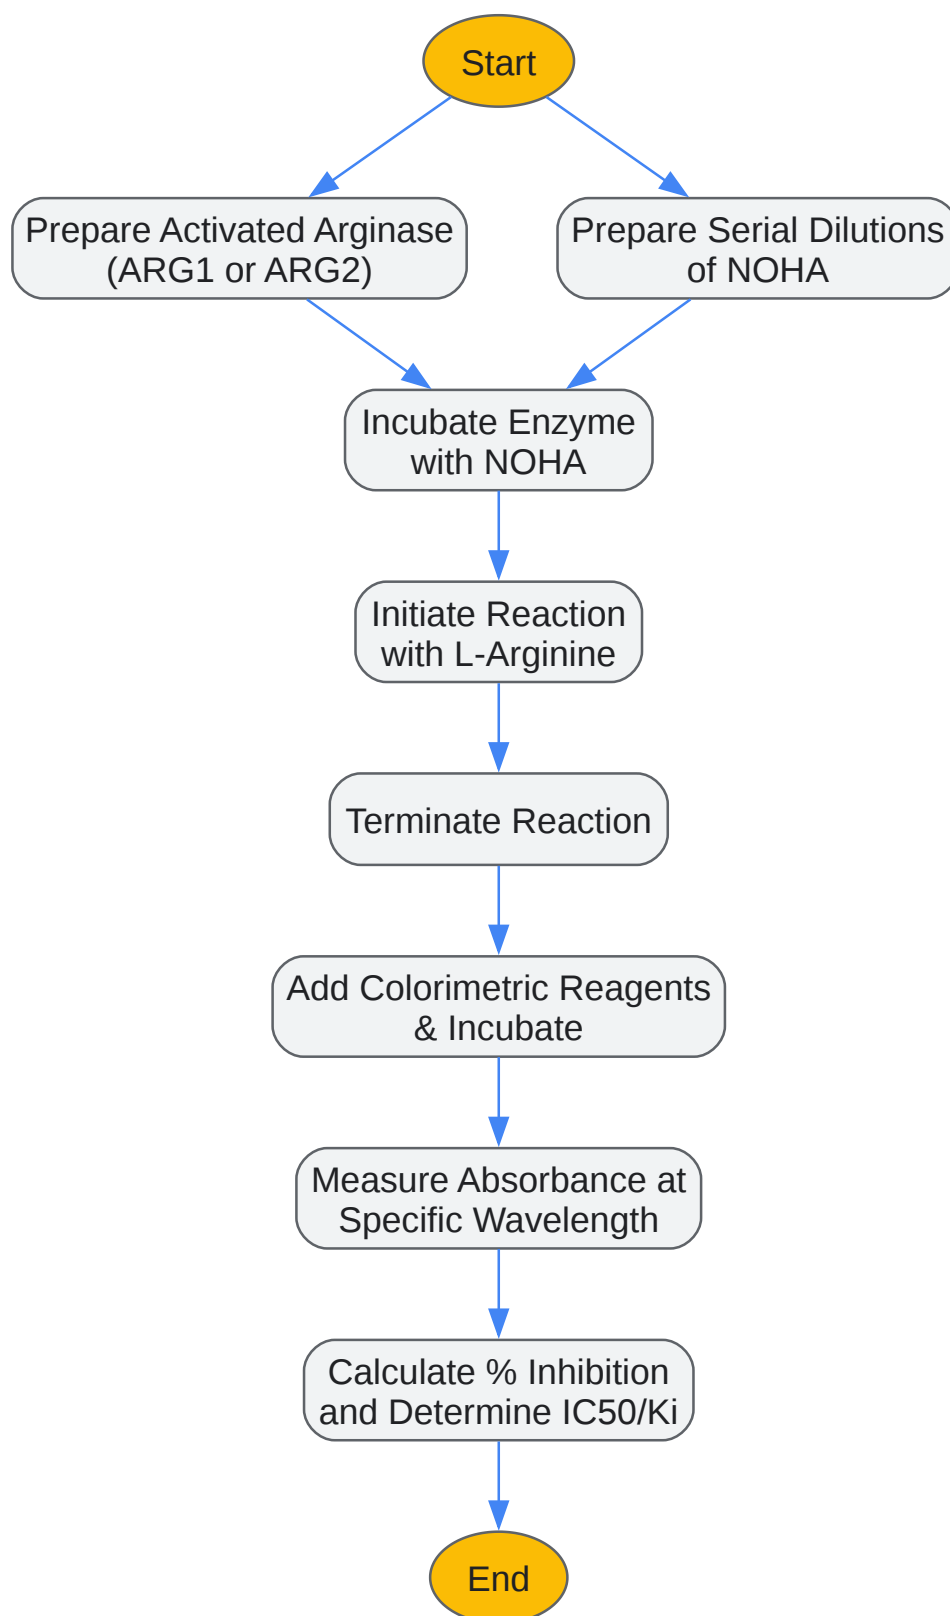 Start
Prepare Activated Arginase
(ARG1 or ARG2)
Prepare Serial Dilutions
of NOHA
Incubate Enzyme
with NOHA
Initiate Reaction
with L-Arginine
Terminate Reaction
Add Colorimetric Reagents
& Incubate
Measure Absorbance at
Specific Wavelength
Calculate % Inhibition
and Determine IC50/Ki
End